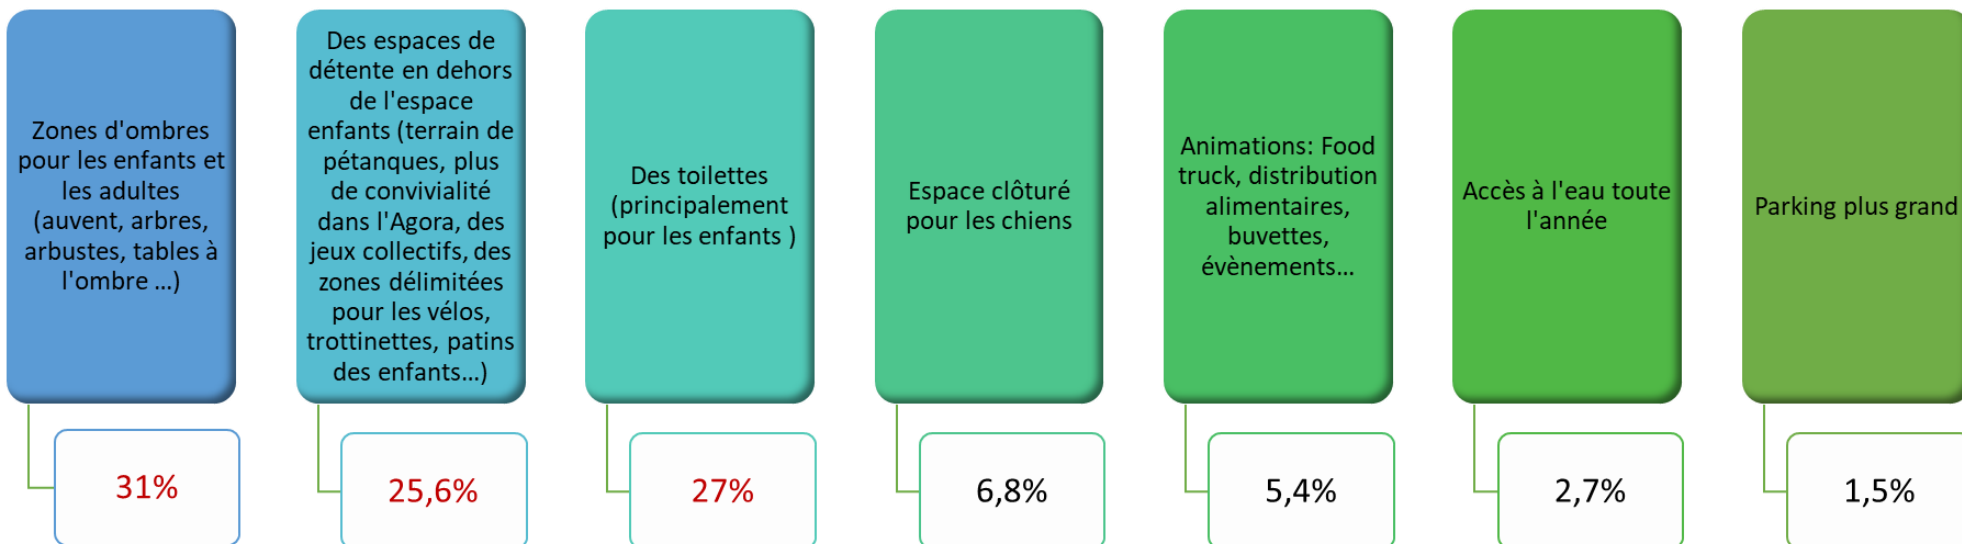 Zones d'ombres
pour les enfants et
les adultes
(auvent, arbres,
arbustes, tables à
l'ombre ...)
31%
Des espaces de
détente en dehors
de l'espace
enfants (terrain de
pétanques, plus
de convivialité
dans l'Agora, des
jeux collectifs, des
zones délimitées
pour les vélos,
trottinettes, patins
des enfants...)
25,6%
Des toilettes
(principalement
pour les enfants )
27%
Espace clôturé
pour les chiens
6,8%
Animations: Food
truck, distribution
alimentaires,
buvettes,
évènements...
5,4%
Accès à l'eau toute
l'année
2,7%
Parking plus grand
1,5%